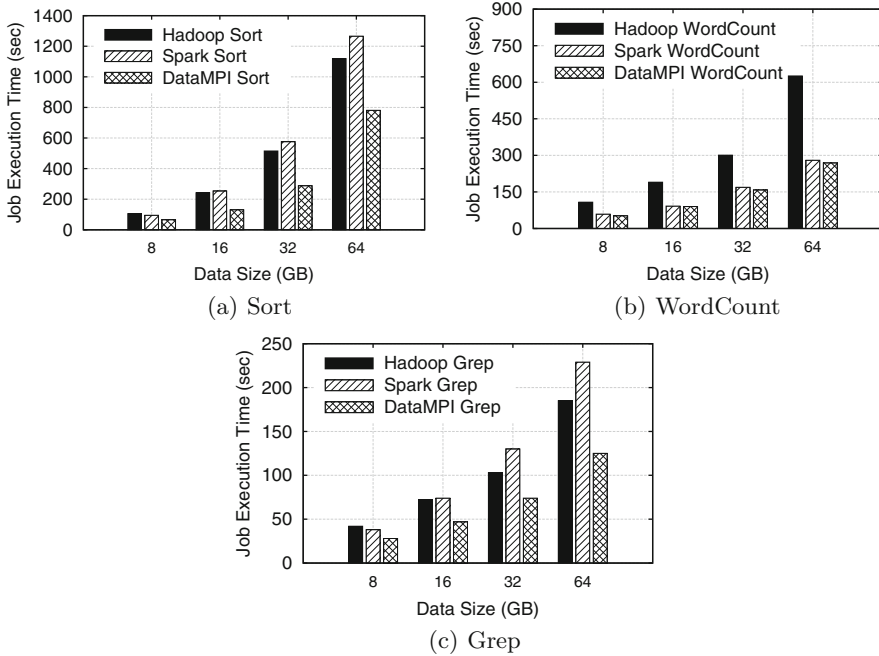 Job Execution Time (sec)
1400
1200
1000
800
600
400
200
0
Hadoop Sort
Spark Sort
DataMPI Sort
8 16 32 64
Data Size (GB)
(a) Sort
Job Execution Time (sec)
900
750
600
450
300
150
0
Hadoop WordCount
Spark WordCount
DataMPI WordCount
8 16 32 64
Data Size (GB)
(b) WordCount
Job Execution Time (sec)
250
200
150
100
50
0
Hadoop Grep
Spark Grep
DataMPI Grep
8 16 32 64
Data Size (GB)
(c) Grep